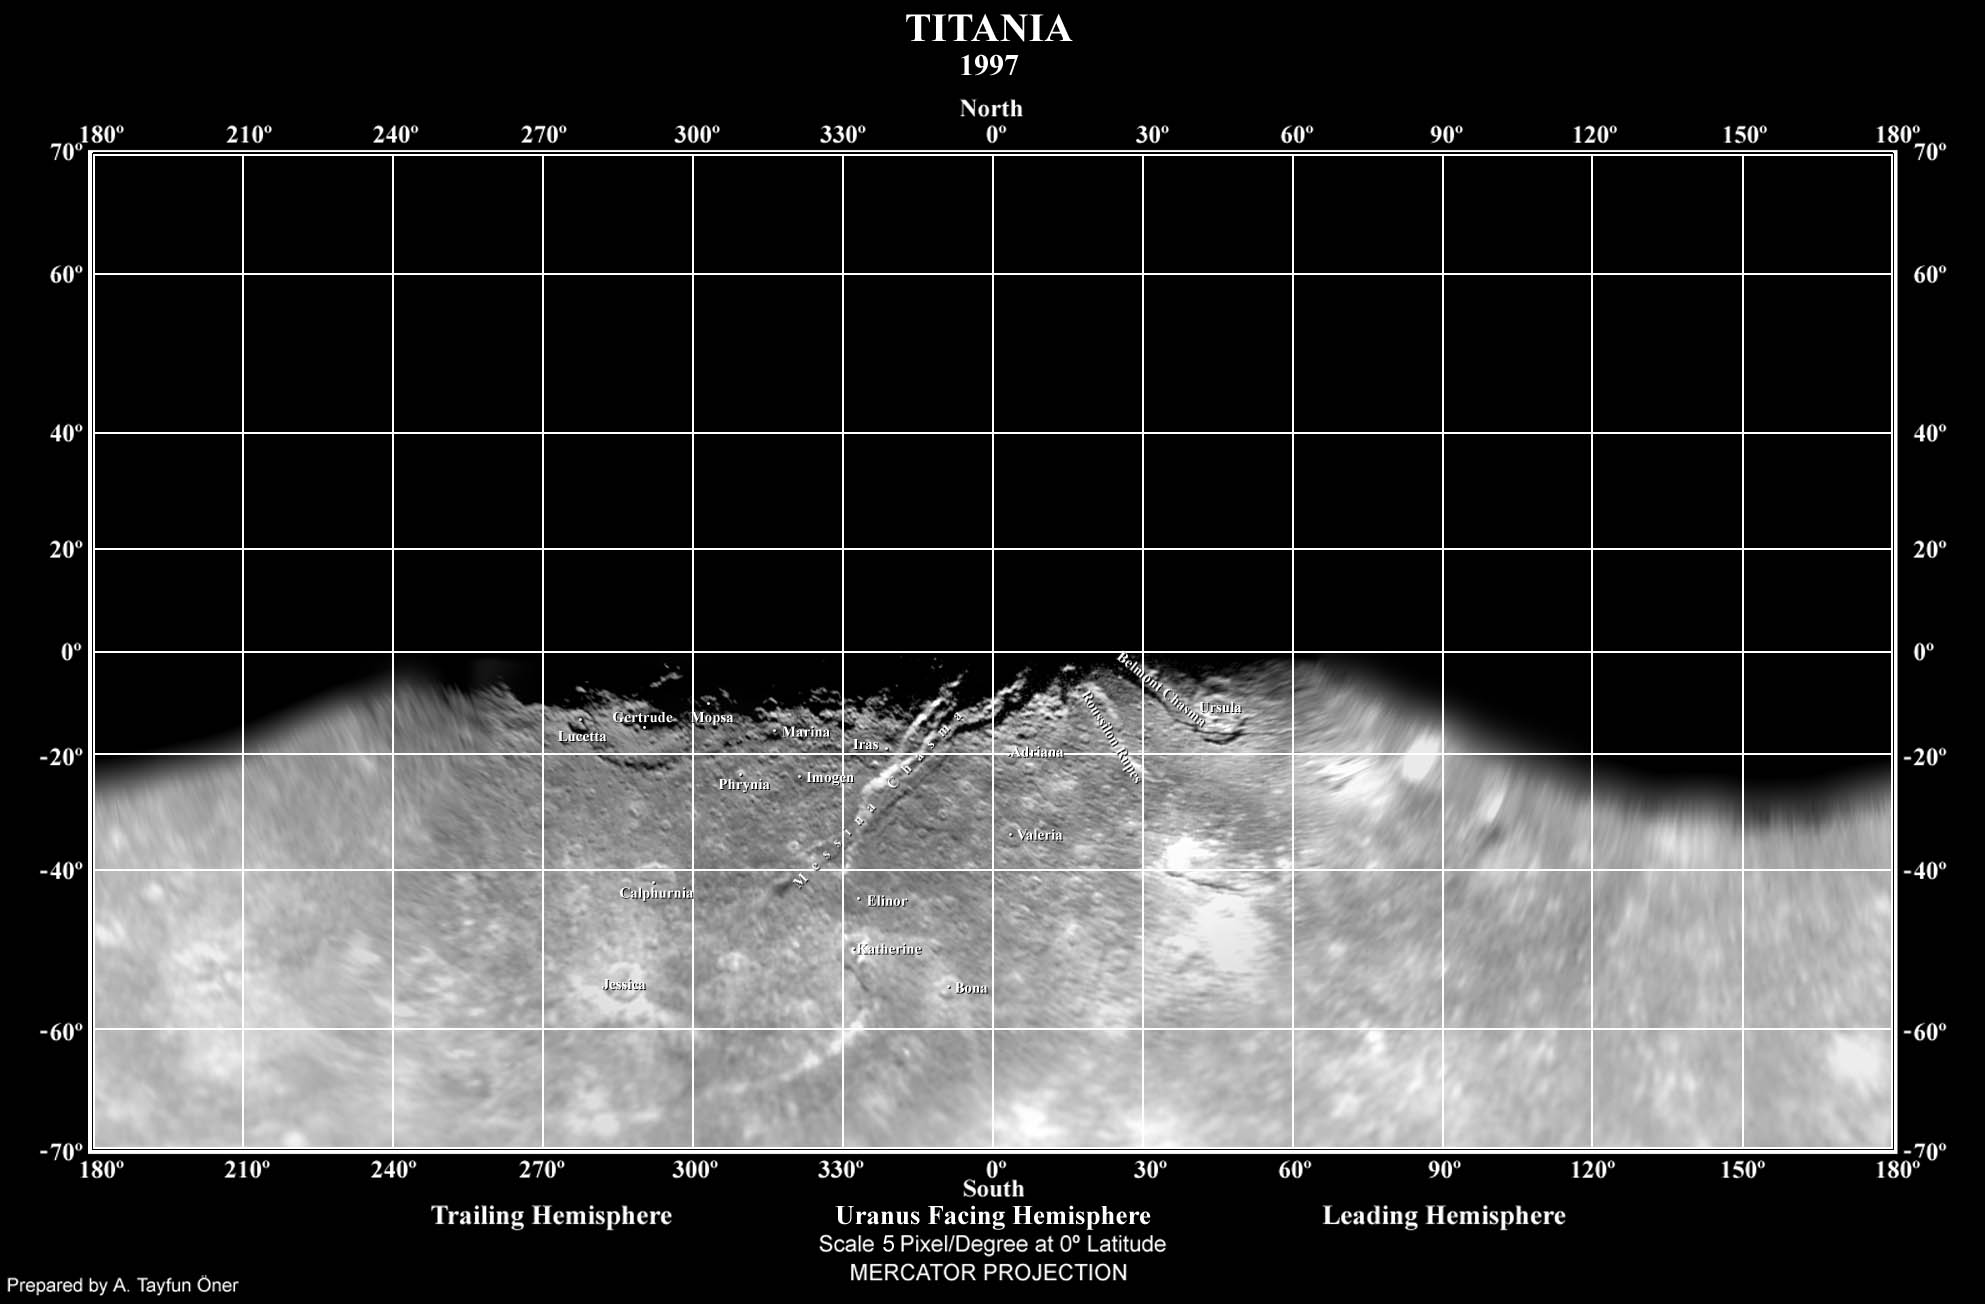 TITANIA
1997
North
180º 210º 240º 270º 300º 330º 0º 30º 60º 90º 120º 150º 180º
70º 70º
60º 60º
40º 40º
20º 20º
0º 0º
Belmont Chasma
Ursula
Roussilon Rupes
Gertrude Mopsa
Lucetta
Marina
Iras
Messina Chasma
Adriana
-20º -20º
Phrynia
Imogen
Valeria
-40º -40º
Calphurnia
Elinor
Katherine
Jessica
Bona
-60º -60º
-70º -70º
180º 210º 240º 270º 300º 330º 0º 30º 60º 90º 120º 150º 180º
South
Trailing Hemisphere Uranus Facing Hemisphere Leading Hemisphere
Scale 5 Pixel/Degree at 0º Latitude
MERCATOR PROJECTION
Prepared by A. Tayfun Öner